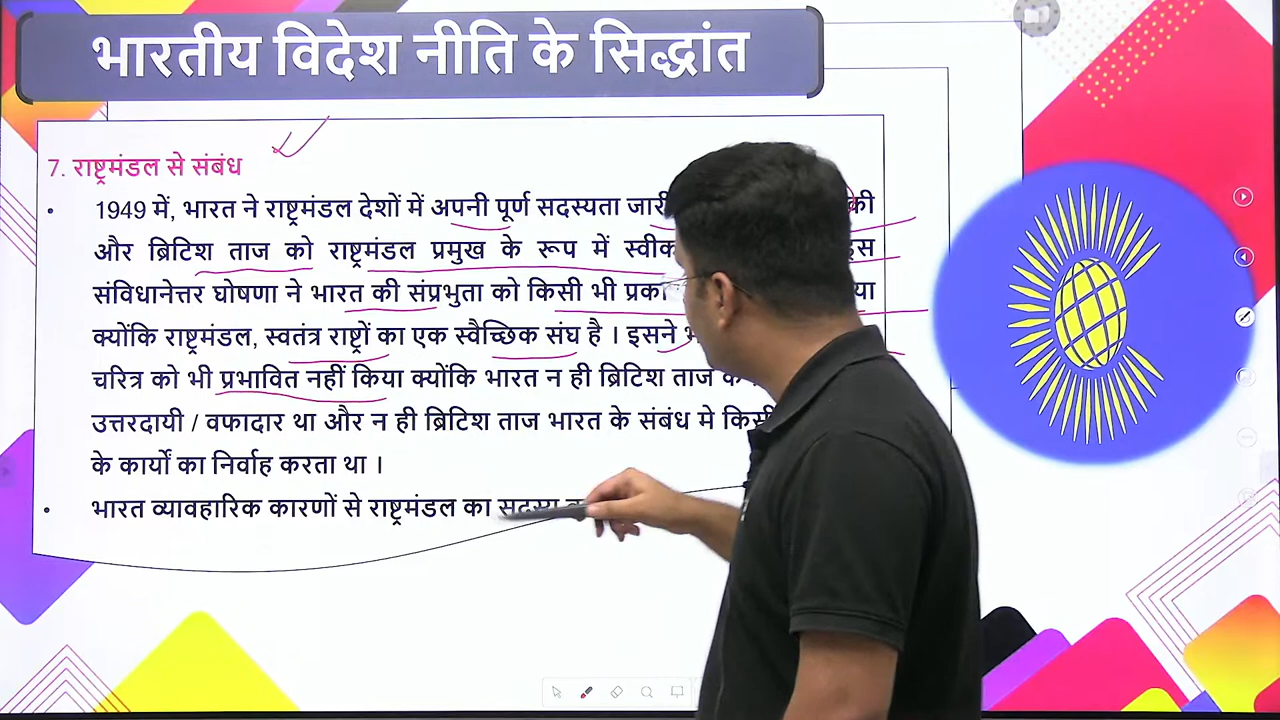 भारतीय विदेश नीति के सिद्धांत
7. राष्ट्रमंडल से संबंध
• 1949 में, भारत ने राष्ट्रमंडल देशों में अपनी पूर्ण सदस्यता की
और ब्रिटिश ताज को राष्ट्रमंडल प्रमुख के रूप में
संविधानेत्तर घोषणा ने भारत की संप्रभुता को किसी भी
क्योंकि राष्ट्रमंडल, स्वतंत्र राष्ट्रों का एक स्वैच्छिक संघ है । इसने
चरित्र को भी प्रभावित नहीं किया क्योंकि भारत न ही ब्रिटिश ताज
उत्तरदायी / वफादार था और न ही ब्रिटिश ताज भारत के संबंध मे
के कार्यों का निर्वाह करता था ।
• भारत व्यावहारिक कारणों से राष्ट्रमंडल का